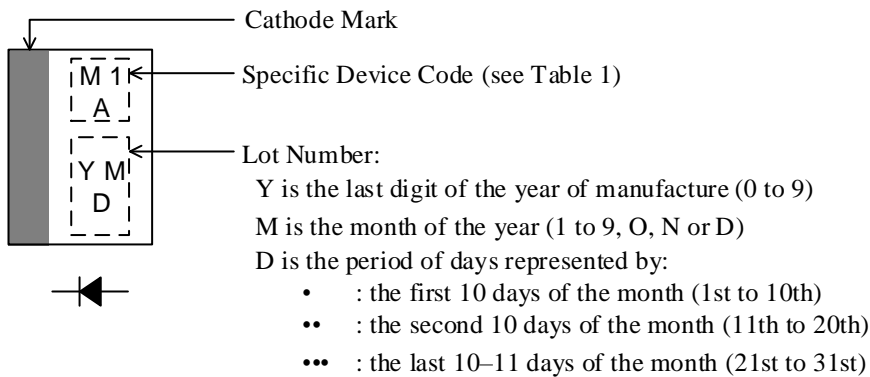 Cathode Mark
M 1
A
Specific Device Code (see Table 1)
Y M
D
Lot Number:
Y is the last digit of the year of manufacture (0 to 9)
M is the month of the year (1 to 9, O, N or D)
D is the period of days represented by:
• : the first 10 days of the month (1st to 10th)
•• : the second 10 days of the month (11th to 20th)
••• : the last 10–11 days of the month (21st to 31st)